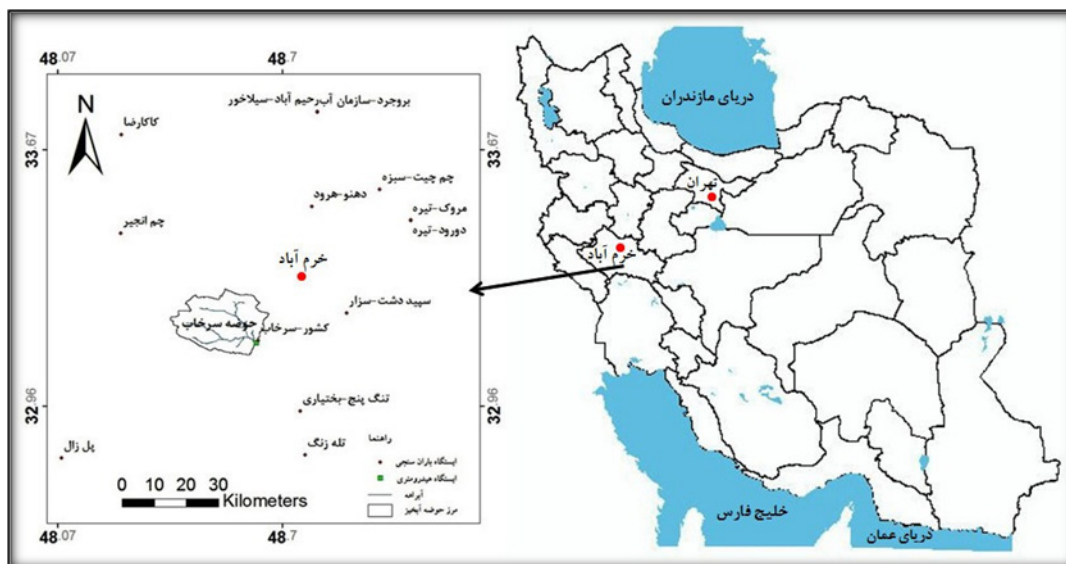 48.07
48.7
N
بروجرد-سازمان آب
رحیم آباد-سیلاخور
کاکارضا
33.67
33.67
چم چیت-سبزه
دهنو-هرود
مروک-تیره
دورود-تیره
چم انجیر
خرم آباد
سپید دشت-سزار
حوضه سرخاب
کشور-سرخاب
32.96
32.96
تنگ پنج-بختیاری
تله زنگ
پل زال
راهنما
ایستگاه باران سنجی
ایستگاه هیدرومتری
آبراهه
مرز حوضه آبخیز
0 10 20 30
Kilometers
48.07
48.7
دریای مازندران
تهران
خرم آباد
خلیج فارس
دریای عمان